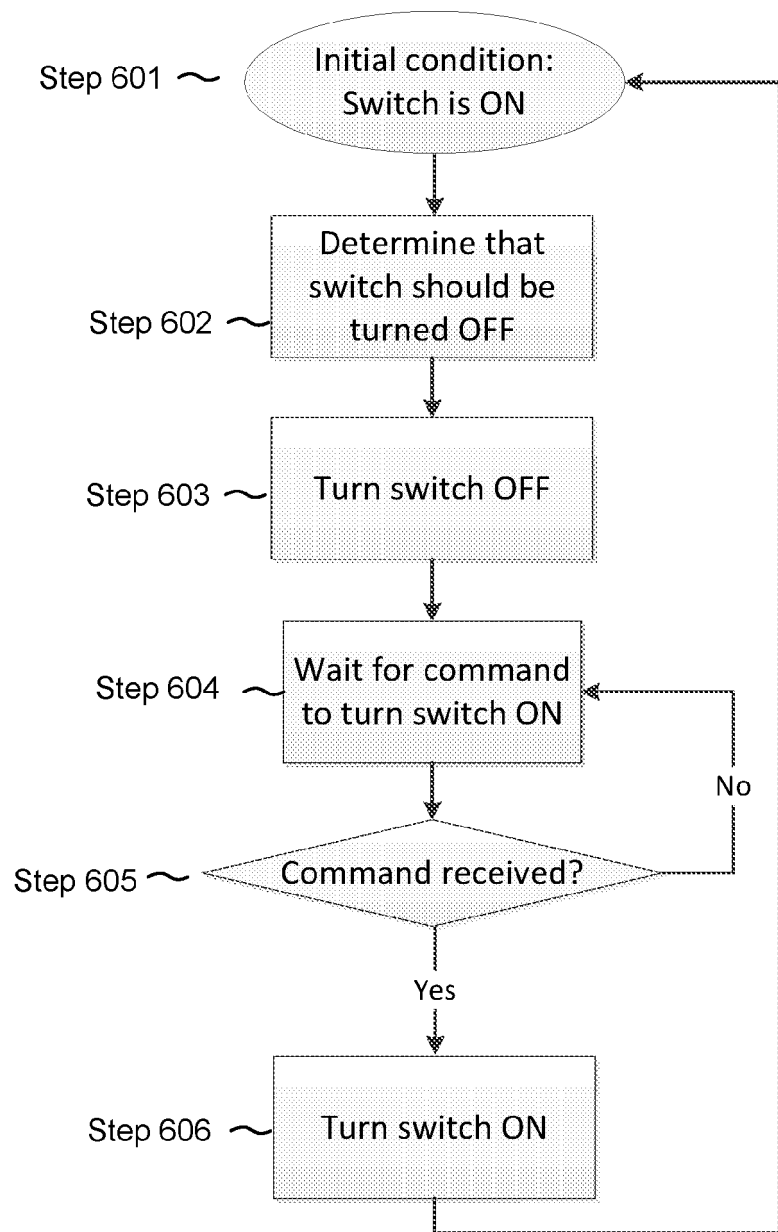 Step 601
Initial condition:
Switch is ON
Determine that
switch should be
turned OFF
Step 602
Turn switch OFF
Step 603
Wait for command
to turn switch ON
Step 604
No
Command received?
Step 605
Yes
Turn switch ON
Step 606